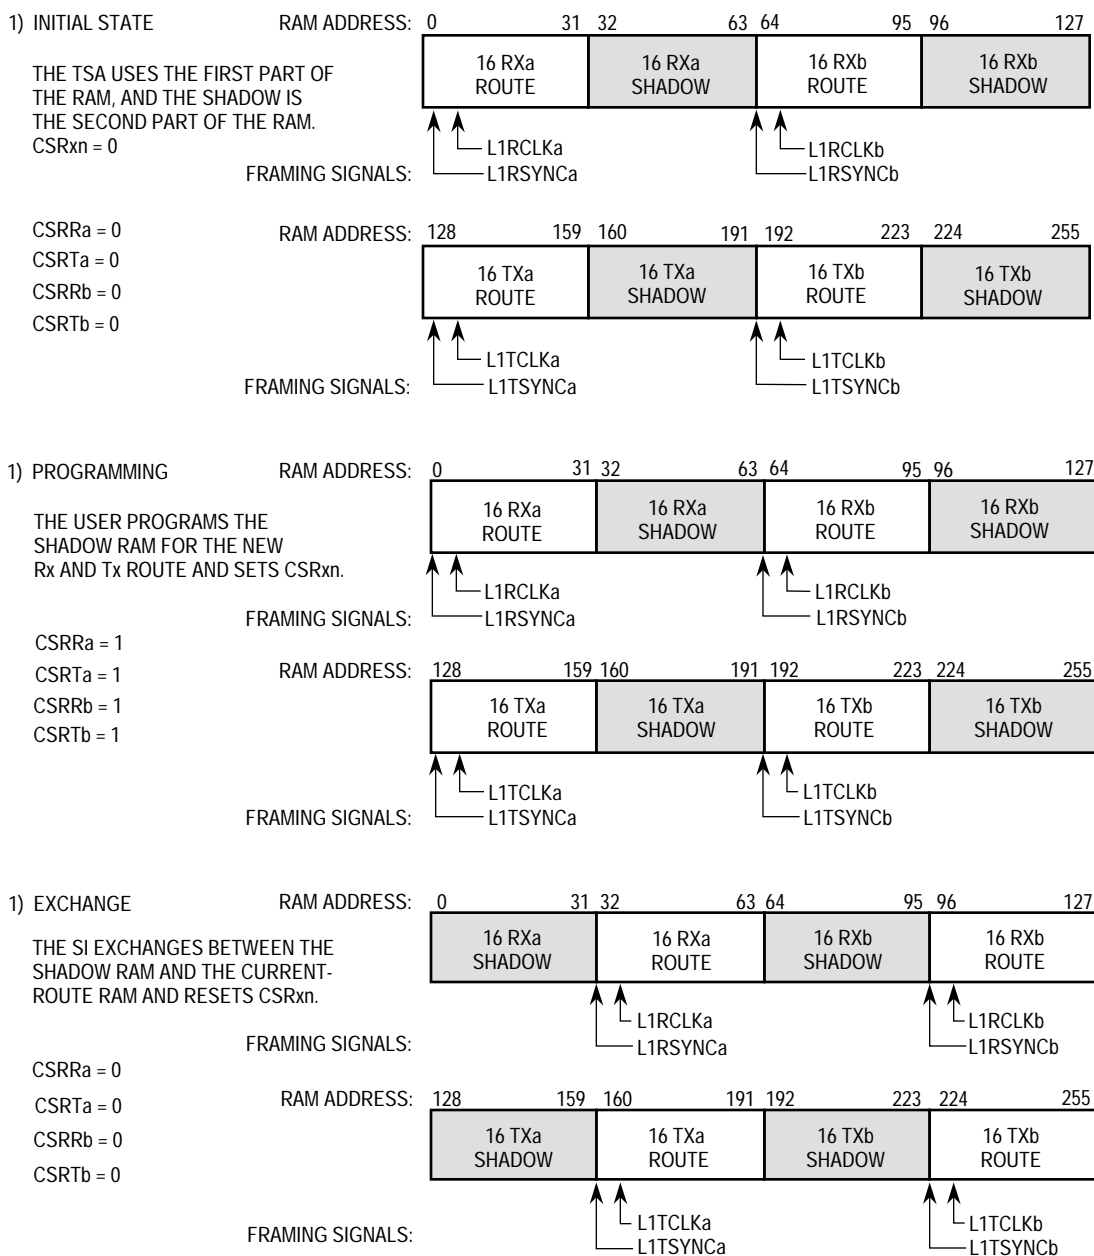 1) INITIAL STATE
RAM ADDRESS: 0 31 32 63 64 95 96 127
THE TSA USES THE FIRST PART OF
THE RAM, AND THE SHADOW IS
THE SECOND PART OF THE RAM.
CSRxn = 0
16 RXa
ROUTE
16 RXa
SHADOW
16 RXb
ROUTE
16 RXb
SHADOW
L1RCLKa
L1RCLKb
FRAMING SIGNALS:
L1RSYNCa
L1RSYNCb
CSRRa = 0
CSRTa = 0
CSRRb = 0
CSRTb = 0
RAM ADDRESS: 128 159 160 191 192 223 224 255
16 TXa
ROUTE
16 TXa
SHADOW
16 TXb
ROUTE
16 TXb
SHADOW
L1TCLKa
L1TCLKb
FRAMING SIGNALS:
L1TSYNCa
L1TSYNCb
1) PROGRAMMING
RAM ADDRESS: 0 31 32 63 64 95 96 127
THE USER PROGRAMS THE
SHADOW RAM FOR THE NEW
Rx AND Tx ROUTE AND SETS CSRxn.
16 RXa
ROUTE
16 RXa
SHADOW
16 RXb
ROUTE
16 RXb
SHADOW
L1RCLKa
L1RCLKb
FRAMING SIGNALS:
L1RSYNCa
L1RSYNCb
CSRRa = 1
CSRTa = 1
CSRRb = 1
CSRTb = 1
RAM ADDRESS: 128 159 160 191 192 223 224 255
16 TXa
ROUTE
16 TXa
SHADOW
16 TXb
ROUTE
16 TXb
SHADOW
L1TCLKa
L1TCLKb
FRAMING SIGNALS:
L1TSYNCa
L1TSYNCb
1) EXCHANGE
RAM ADDRESS: 0 31 32 63 64 95 96 127
THE SI EXCHANGES BETWEEN THE
SHADOW RAM AND THE CURRENT-
ROUTE RAM AND RESETS CSRxn.
16 RXa
SHADOW
16 RXa
ROUTE
16 RXb
SHADOW
16 RXb
ROUTE
L1RCLKa
L1RCLKb
FRAMING SIGNALS:
L1RSYNCa
L1RSYNCb
CSRRa = 0
CSRTa = 0
CSRRb = 0
CSRTb = 0
RAM ADDRESS: 128 159 160 191 192 223 224 255
16 TXa
SHADOW
16 TXa
ROUTE
16 TXb
SHADOW
16 TXb
ROUTE
L1TCLKa
L1TCLKb
FRAMING SIGNALS:
L1TSYNCa
L1TSYNCb